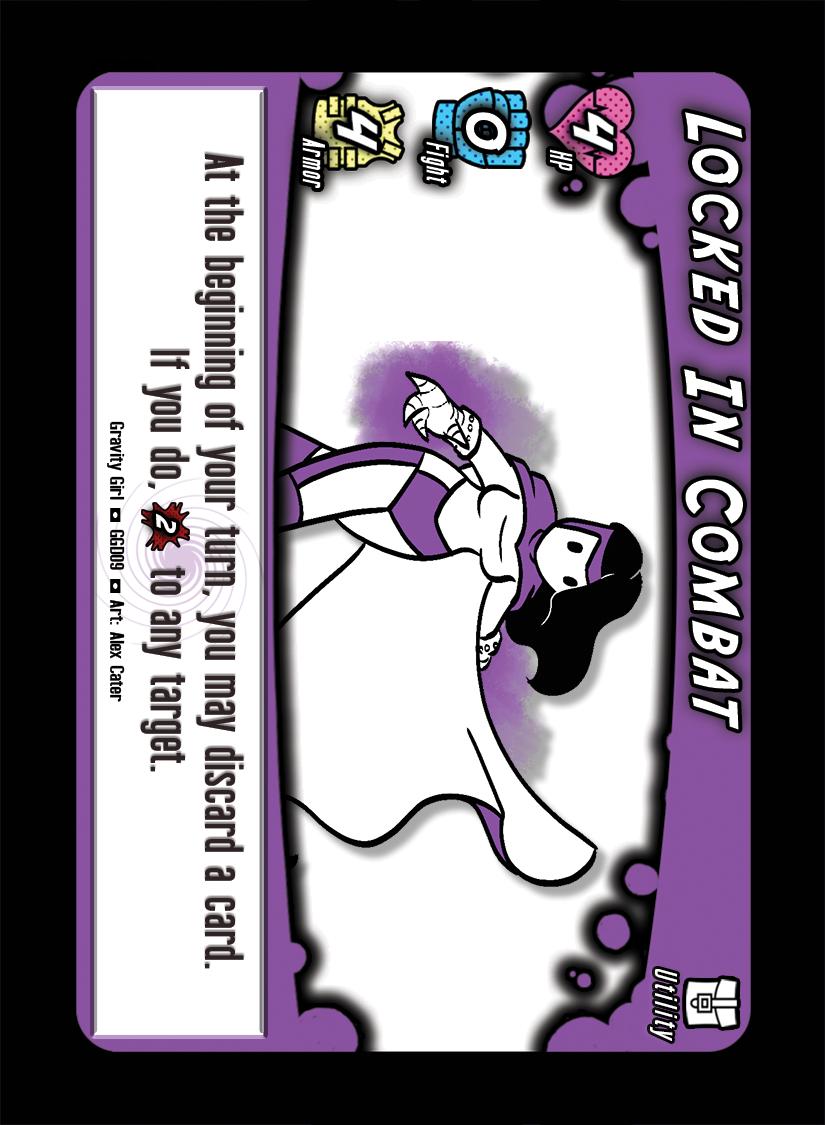 LOCKED IN COMBAT
Utility
4
HP
0
Fight
4
Armor
At the beginning of your turn, you may discard a card.
If you do, 2 to any target.
Gravity Girl ▪ GGD09 ▪ Art: Alex Cater